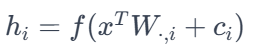 h_i = f(x^T W_{·,i} + c_i)